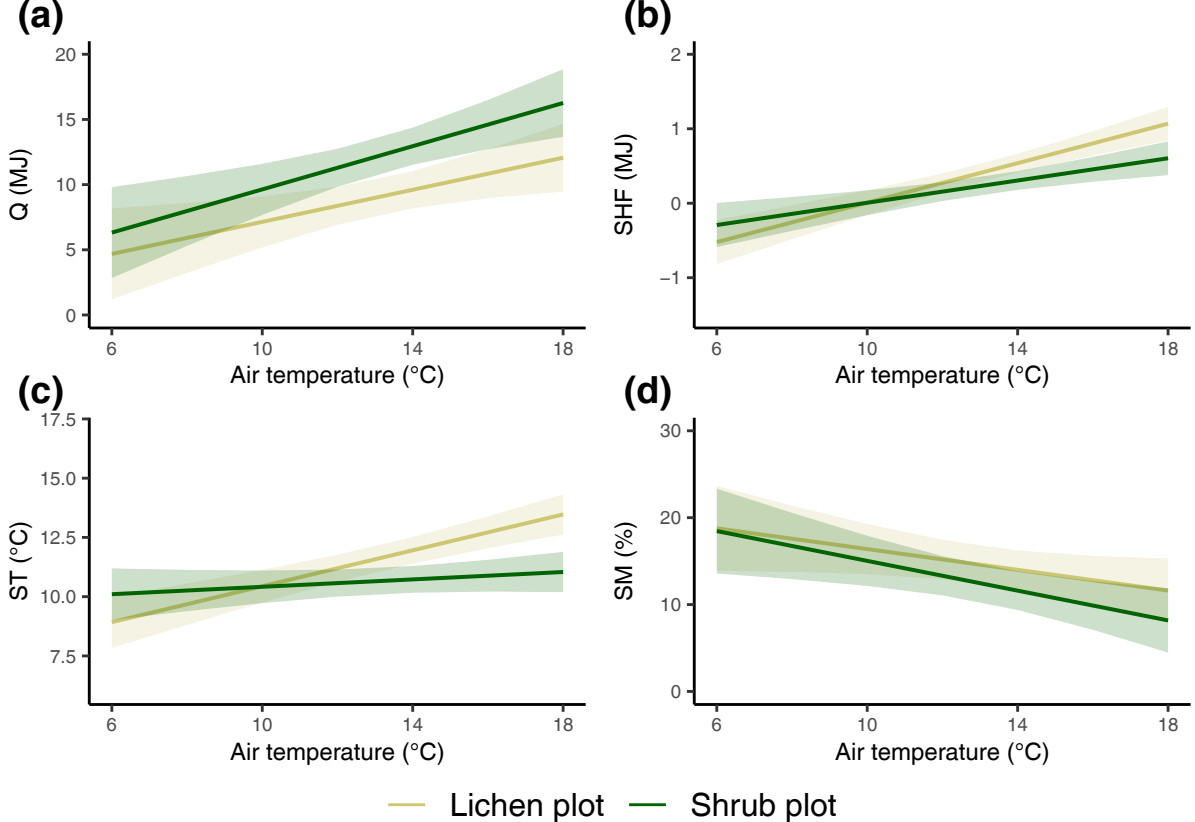 (a)
Q (MJ)
20
15
10
5
0
6 10 14 18
Air temperature (°C)
(b)
SHF (MJ)
2
1
0
−1
6 10 14 18
Air temperature (°C)
(c)
ST (°C)
17.5
15.0
12.5
10.0
7.5
6 10 14 18
Air temperature (°C)
(d)
SM (%)
30
20
10
0
6 10 14 18
Air temperature (°C)
Lichen plot Shrub plot